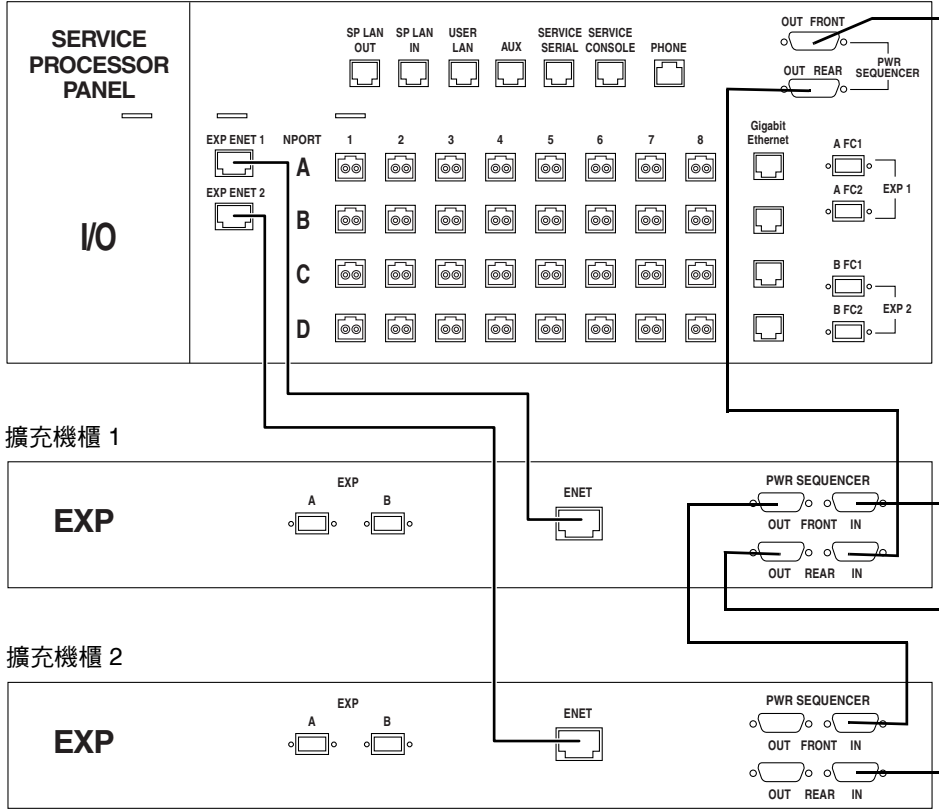 SERVICE
PROCESSOR
PANEL
SP LAN
OUT
SP LAN
IN
USER
LAN
AUX
SERVICE
SERIAL
SERVICE
CONSOLE
PHONE
OUT FRONT
OUT REAR
PWR
SEQUENCER
I/O
EXP ENET 1
EXP ENET 2
NPORT 1 2 3 4 5 6 7 8
A
B
C
D
Gigabit
Ethernet
A FC1
A FC2
EXP 1
B FC1
B FC2
EXP 2
擴充機櫃 1
EXP
EXP
A B
ENET
PWR SEQUENCER
OUT FRONT IN
OUT REAR IN
擴充機櫃 2
EXP
EXP
A B
ENET
PWR SEQUENCER
OUT FRONT IN
OUT REAR IN